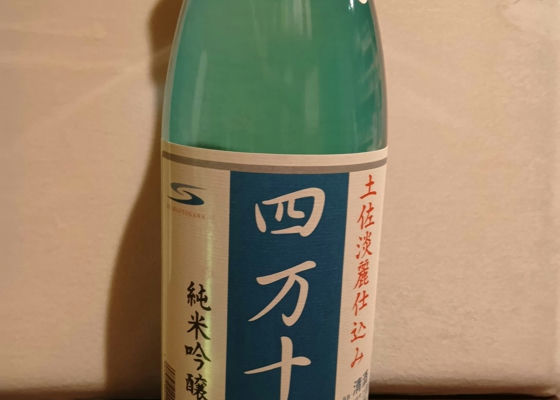 土佐淡麗仕込み
四万十
純米吟醸
清酒